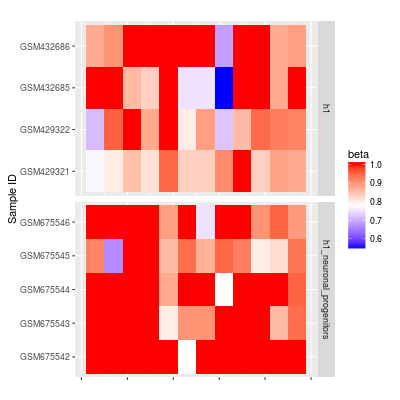 GSM432686
GSM432685
GSM429322
GSM429321
h1
GSM675546
GSM675545
GSM675544
GSM675543
GSM675542
h1_neuronal_progenitors
Sample ID
beta
1.0
0.9
0.8
0.7
0.6